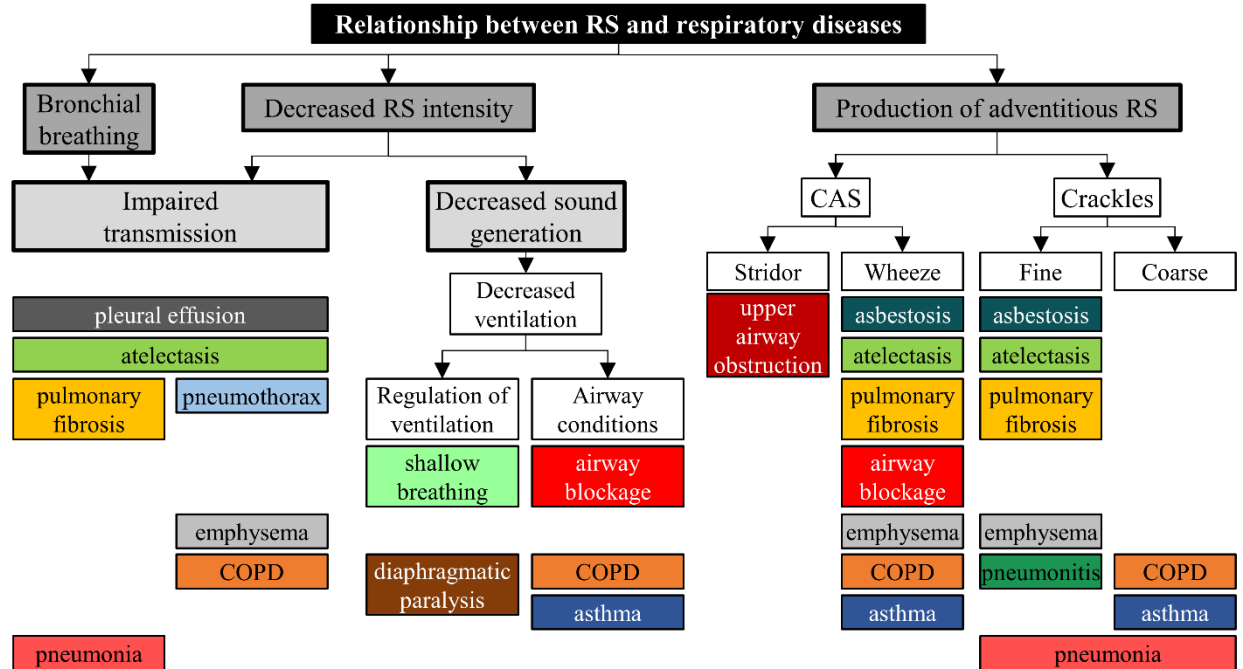 Relationship between RS and respiratory diseases
Bronchial
breathing
Decreased RS intensity
Production of adventitious RS
Impaired
transmission
Decreased sound
generation
CAS
Crackles
Stridor
Wheeze
Fine
Coarse
Decreased
ventilation
pleural effusion
atelectasis
pulmonary
fibrosis
pneumothorax
Regulation of
ventilation
Airway
conditions
upper
airway
obstruction
asbestosis
asbestosis
atelectasis
atelectasis
pulmonary
fibrosis
pulmonary
fibrosis
shallow
breathing
airway
blockage
airway
blockage
emphysema
emphysema
emphysema
COPD
diaphragmatic
paralysis
COPD
COPD
pneumonitis
COPD
asthma
asthma
asthma
pneumonia
pneumonia